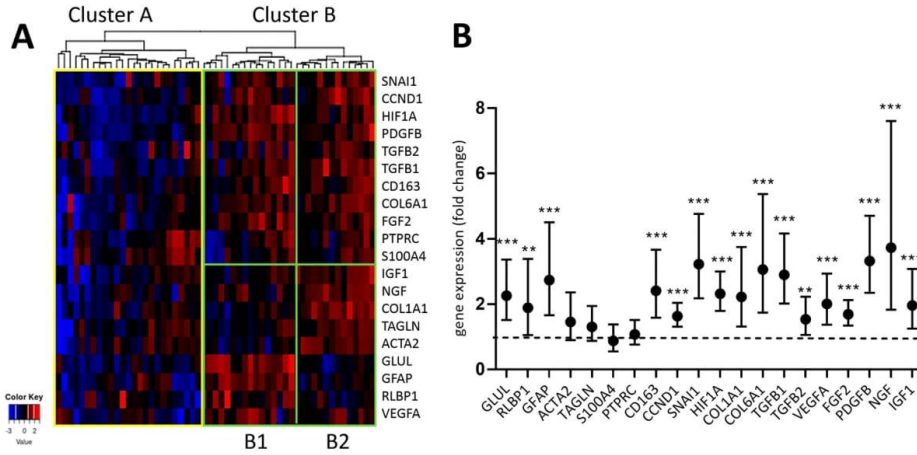 Cluster A
Cluster B
A
SNAI1
CCND1
HIF1A
PDGFB
TGFB2
TGFB1
CD163
COL6A1
FGF2
PTPRC
S100A4
IGF1
NGF
COL1A1
TAGLN
ACTA2
GLUL
GFAP
RLBP1
VEGFA
Color Key
-3 0 2
Value
B1
B2
B
gene expression (fold change)
8
6
4
2
0
***
**
***
***
***
***
***
***
***
***
**
***
***
***
***
***
GLUL
RLBP1
GFAP
ACTA2
TAGLN
S100A4
PTPRC
CD163
CCND1
SNAI1
HIF1A
COL1A1
COL6A1
TGFB1
TGFB2
VEGFA
FGF2
PDGFB
NGF
IGF1